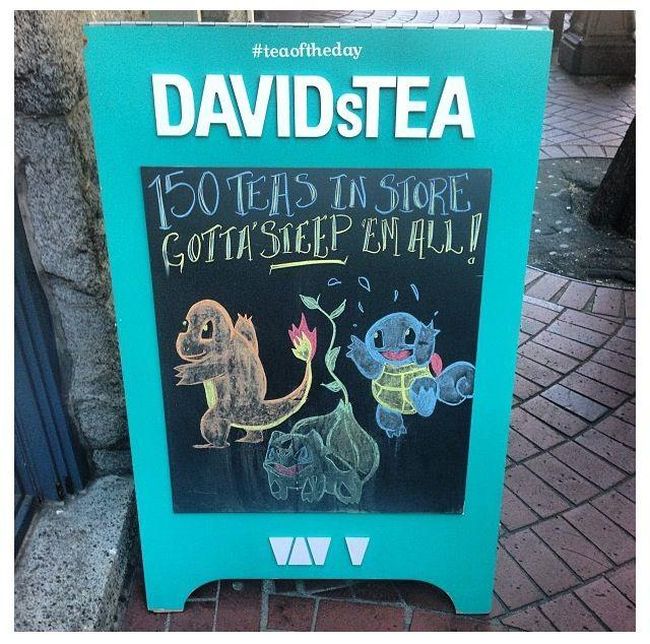 #teaoftheday
DAVIDsTEA
150 TEAS IN STORE
GOTTA' STEEP 'EM ALL!